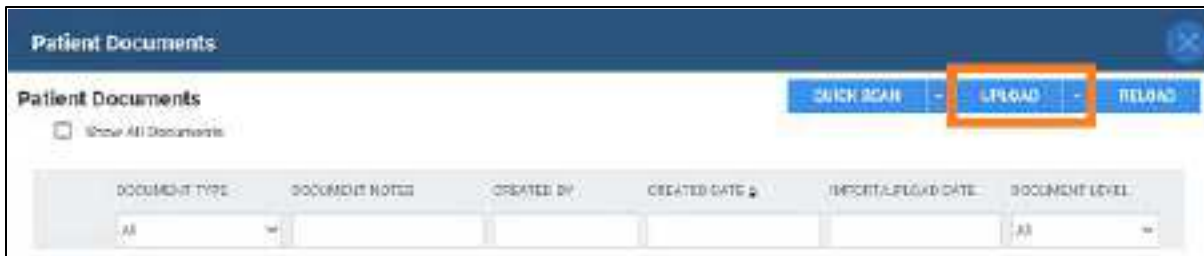 Patient Documents
Patient Documents
QUICK SCAN UPLOAD RELOAD
Show All Documents
DOCUMENT TYPE DOCUMENT NOTES CREATED BY CREATED DATE IMPORT/UPLOAD DATE DOCUMENT LEVEL
All All